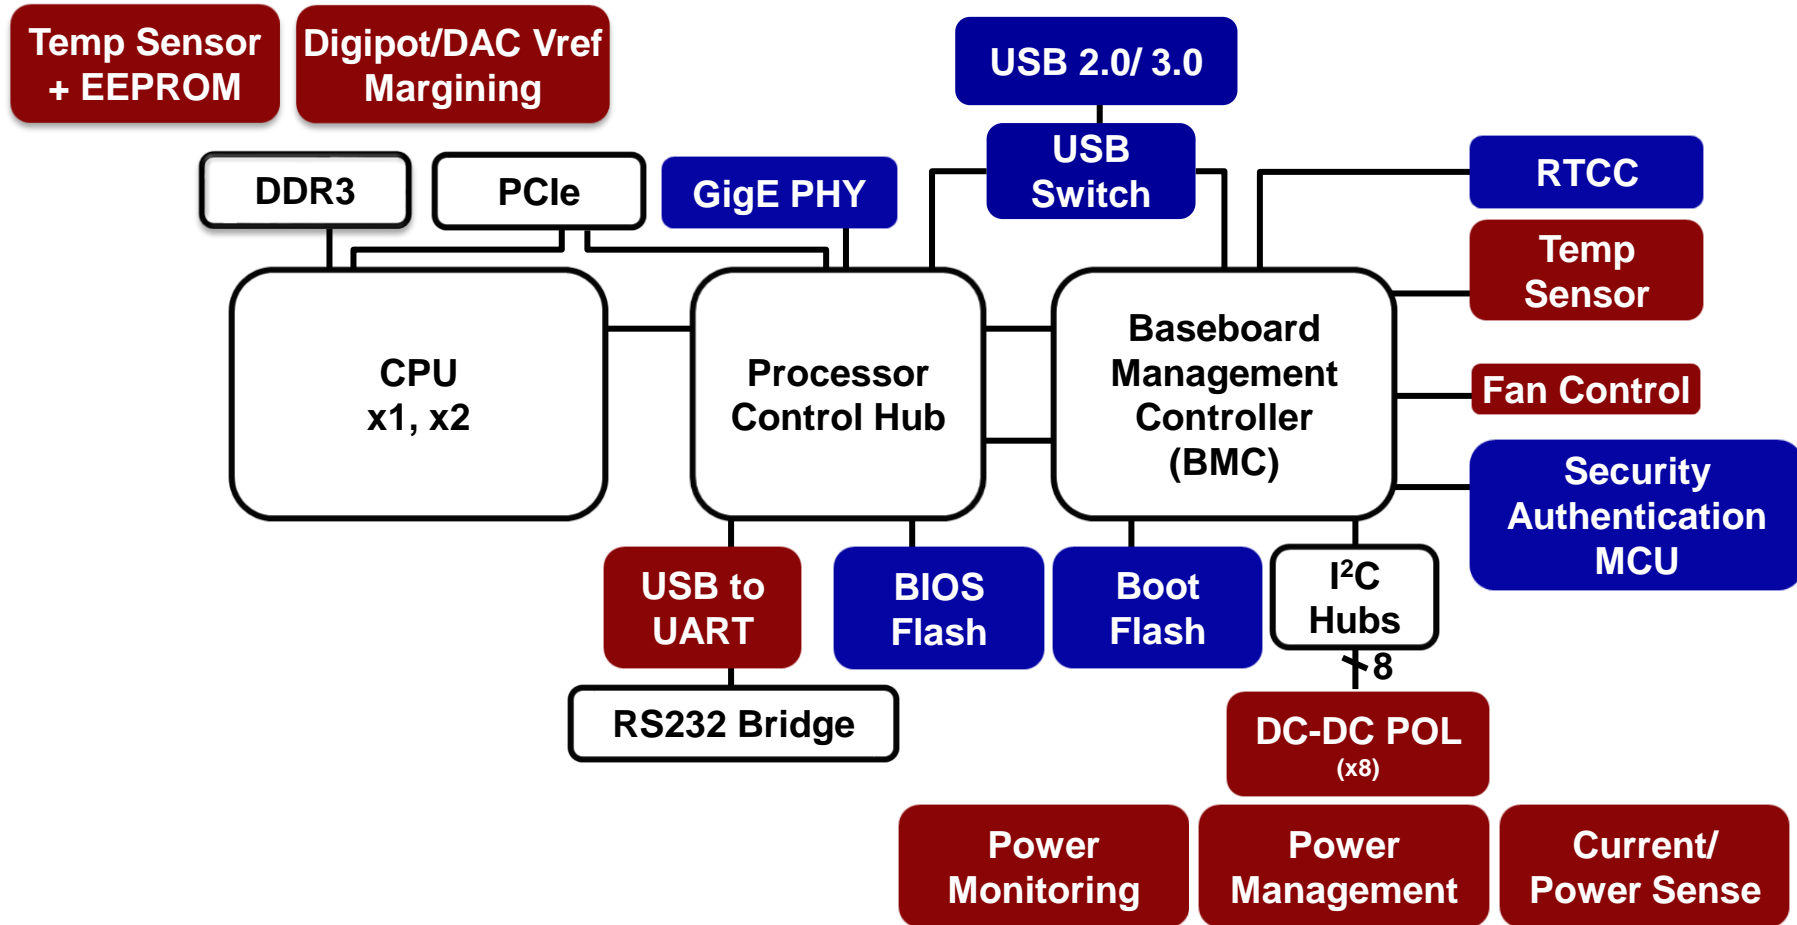 Temp Sensor
+ EEPROM
Digipot/DAC Vref
Margining
USB 2.0/ 3.0
USB
Switch
DDR3
PCIe
GigE PHY
RTCC
Temp
Sensor
CPU
x1, x2
Processor
Control Hub
Baseboard
Management
Controller
(BMC)
Fan Control
Security
Authentication
MCU
USB to
UART
BIOS
Flash
Boot
Flash
I²C
Hubs
8
RS232 Bridge
DC-DC POL
(x8)
Power
Monitoring
Power
Management
Current/
Power Sense